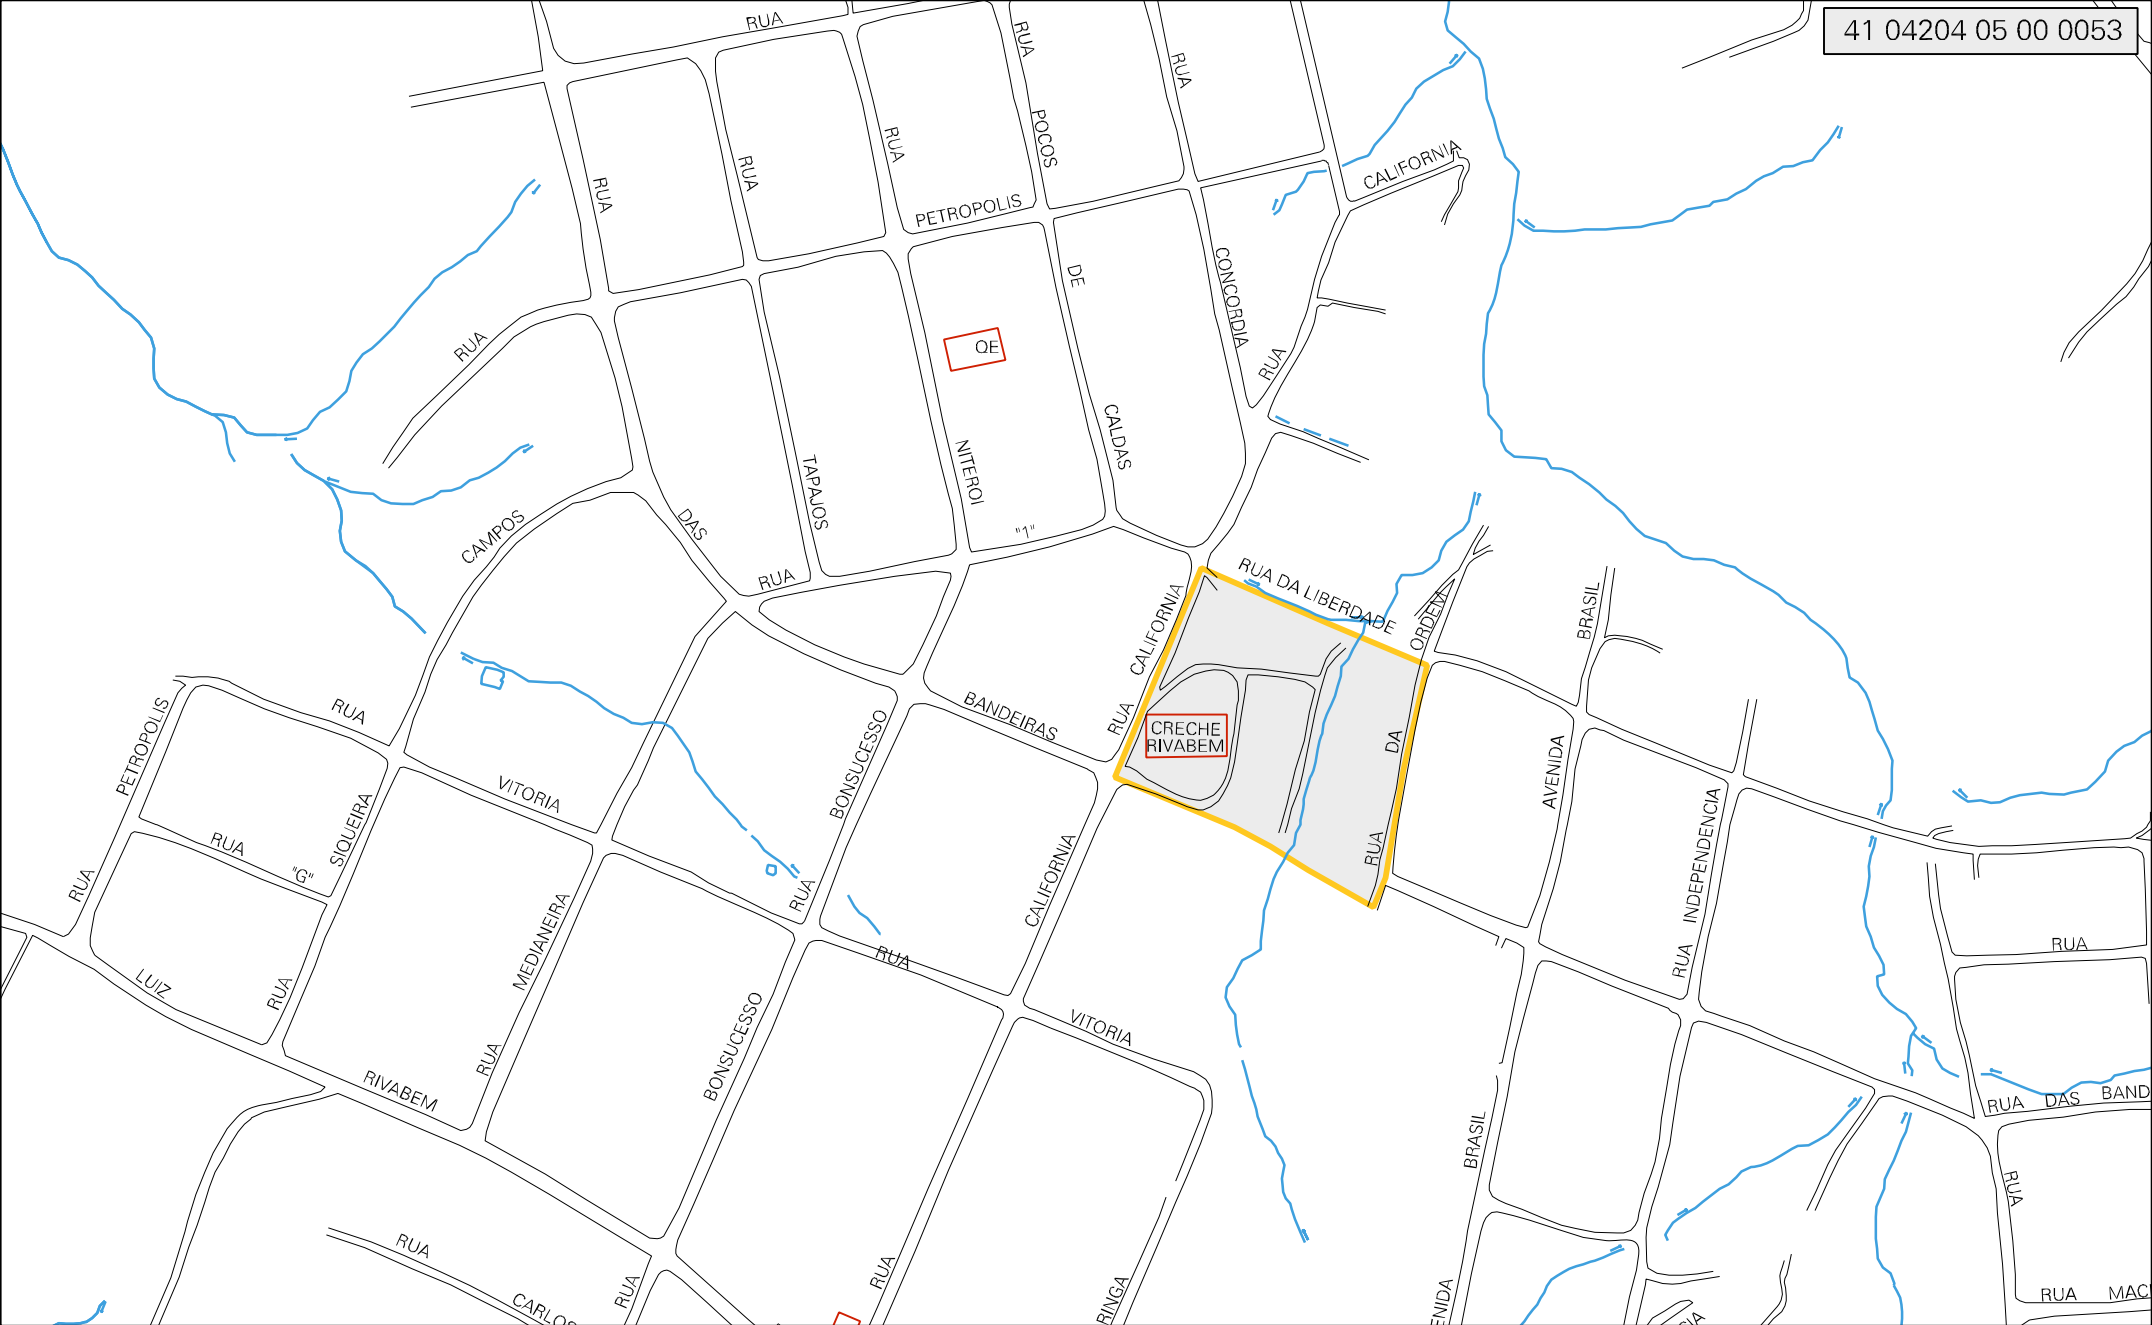 41 04204 05 00 0053
RUA
RUA
RUA
POCOS
DE
CALDAS
RUA
RUA
RUA
CALIFORNIA
PETROPOLIS
CONCORDIA
RUA
RUA
QE
TAPAJOS
NITEROI
"1"
CAMPOS
DAS
RUA
RUA DA LIBERDADE
ORDEM
BRASIL
CALIFORNIA
RUA
BANDEIRAS
CRECHE
RIVABEM
DA
RUA
AVENIDA
INDEPENDENCIA
RUA
PETROPOLIS
RUA
RUA
VITORIA
BONSUCESSO
RUA
SIQUEIRA
RUA
RUA
"G"
MEDIANEIRA
RUA
CALIFORNIA
RUA
VITORIA
LUIZ
RIVABEM
BONSUCESSO
RUA
RUA
RUA DAS BAND
BRASIL
RUA
RUA
RUA
CARLOS
RUA
RINGA
ENIDA
RUA MAC